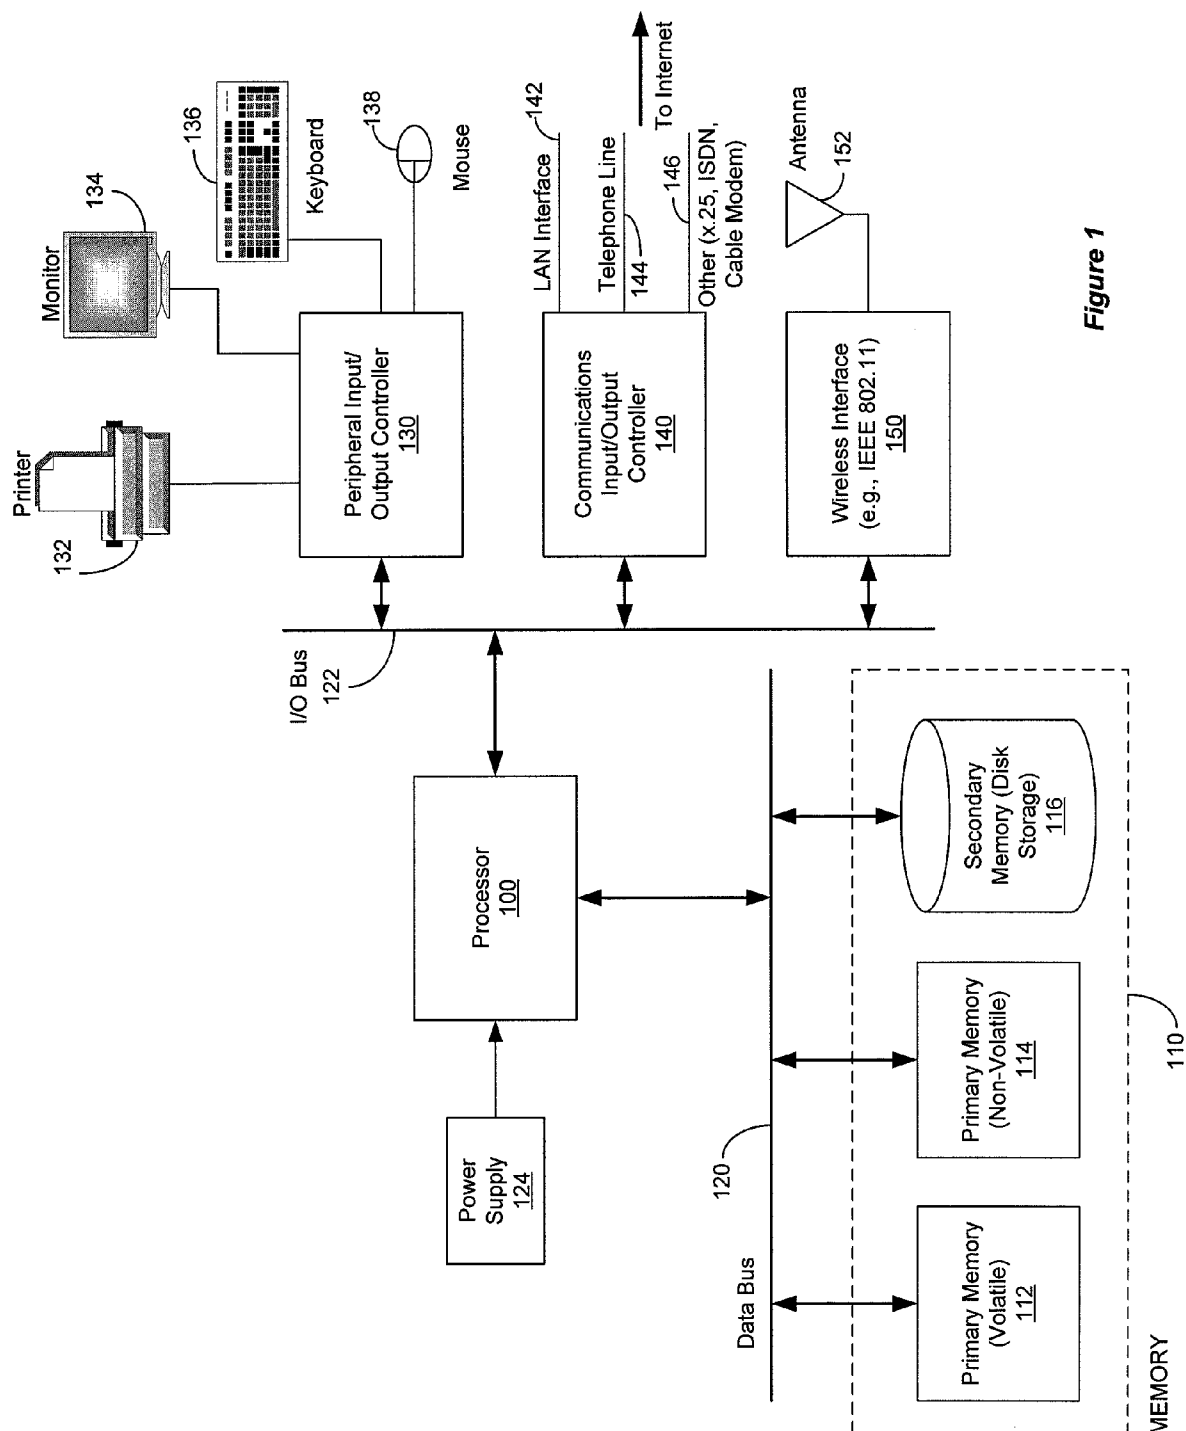 Printer
132
Monitor
134
136
Keyboard
138
Mouse
Peripheral Input/
Output Controller
130
LAN Interface
142
Telephone Line
144
To Internet
146
Other (x.25, ISDN,
Cable Modem)
Communications
Input/Output
Controller
140
Antenna
152
Wireless Interface
(e.g., IEEE 802.11)
150
I/O Bus
122
Processor
100
Power
Supply
124
Data Bus
120
Primary Memory
(Volatile)
112
Primary Memory
(Non-Volatile)
114
Secondary
Memory (Disk
Storage)
116
MEMORY
110
Figure 1